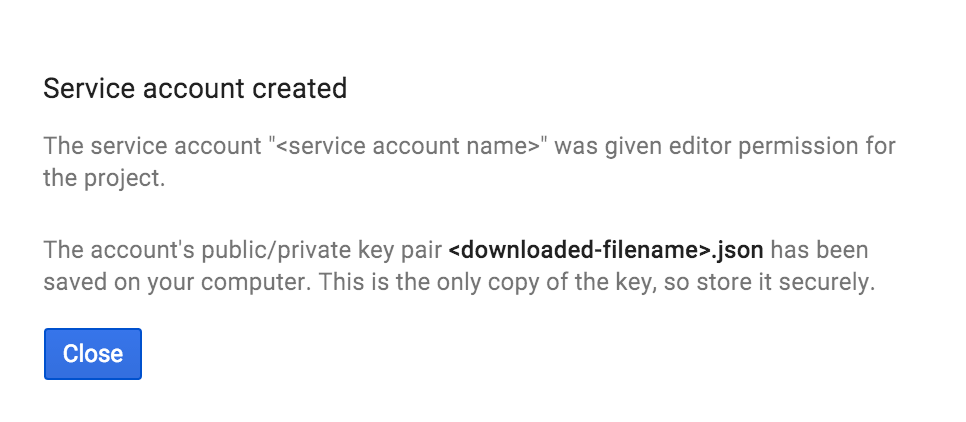 Service account created
The service account "<service account name>" was given editor permission for
the project.
The account's public/private key pair <downloaded-filename>.json has been
saved on your computer. This is the only copy of the key, so store it securely.
Close